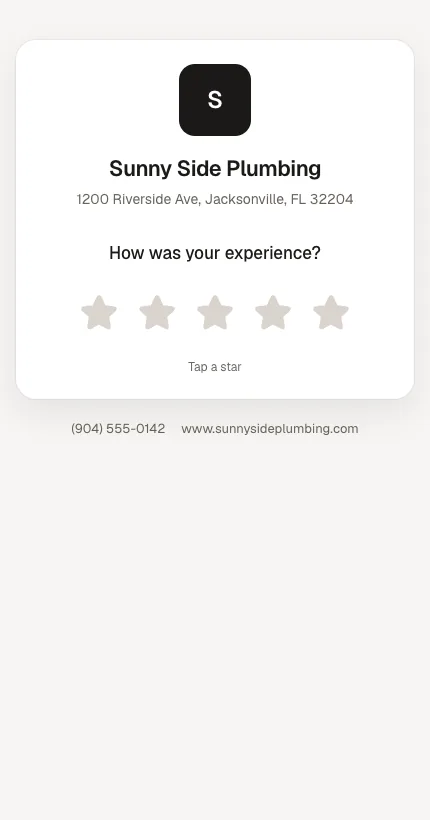 S
Sunny Side Plumbing
1200 Riverside Ave, Jacksonville, FL 32204
How was your experience?
Tap a star
(904) 555-0142 www.sunnysideplumbing.com